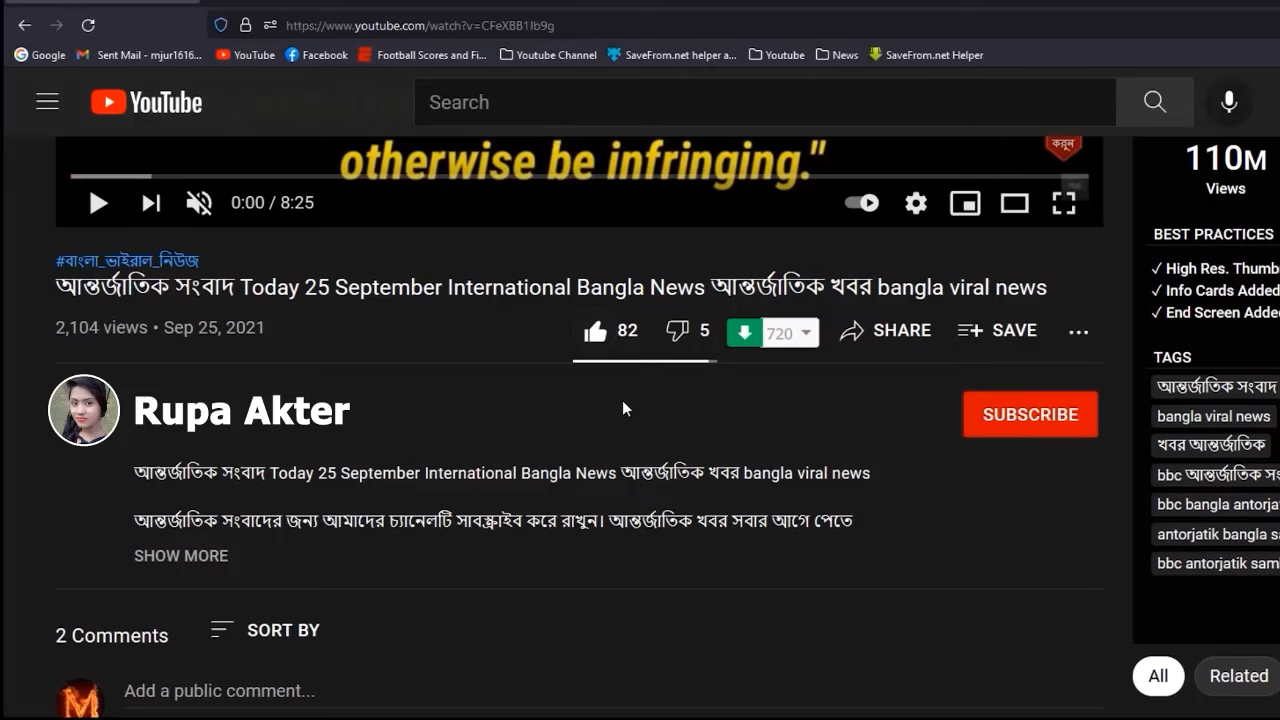 https://www.youtube.com/watch?v=CFeXBB1Ib9g
Google Sent Mail - mjur1616... YouTube Facebook Football Scores and Fi... Youtube Channel SaveFrom.net helper a... Youtube News SaveFrom.net Helper
YouTube
Search
otherwise be infringing."
করুন
0:00 / 8:25
110M
Views
#বাংলা_ভাইরাল_নিউজ
আন্তর্জাতিক সংবাদ Today 25 September International Bangla News আন্তর্জাতিক খবর bangla viral news
2,104 views • Sep 25, 2021
82 5 720 SHARE SAVE
BEST PRACTICES
✓ High Res. Thumb
✓ Info Cards Added
✓ End Screen Adde
TAGS
আন্তর্জাতিক সংবাদ
bangla viral news
খবর আন্তর্জাতিক
bbc আন্তর্জাতিক সং
bbc bangla antorja
antorjatik bangla s
bbc antorjatik sam
Rupa Akter
SUBSCRIBE
আন্তর্জাতিক সংবাদ Today 25 September International Bangla News আন্তর্জাতিক খবর bangla viral news
আন্তর্জাতিক সংবাদের জন্য আমাদের চ্যানেলটি সাবস্ক্রাইব করে রাখুন। আন্তর্জাতিক খবর সবার আগে পেতে
SHOW MORE
2 Comments SORT BY
M
Add a public comment...
All Related